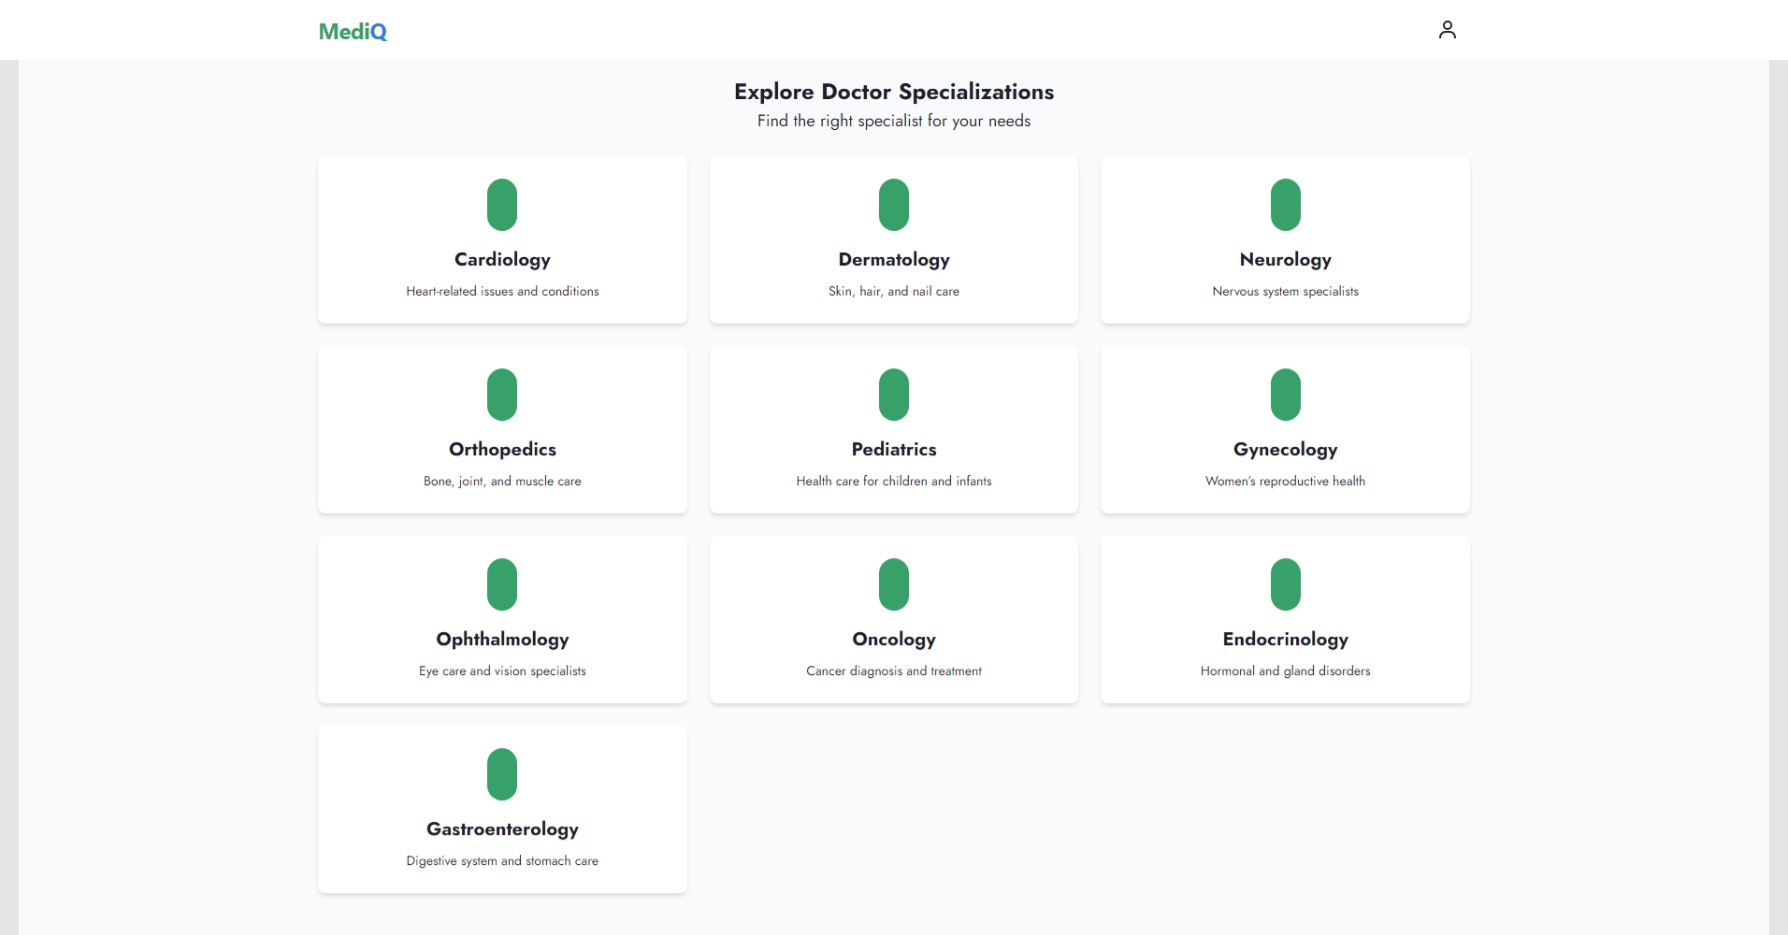 MediQ
Explore Doctor Specializations
Find the right specialist for your needs
Cardiology
Heart-related issues and conditions
Dermatology
Skin, hair, and nail care
Neurology
Nervous system specialists
Orthopedics
Bone, joint, and muscle care
Pediatrics
Health care for children and infants
Gynecology
Women's reproductive health
Ophthalmology
Eye care and vision specialists
Oncology
Cancer diagnosis and treatment
Endocrinology
Hormonal and gland disorders
Gastroenterology
Digestive system and stomach care